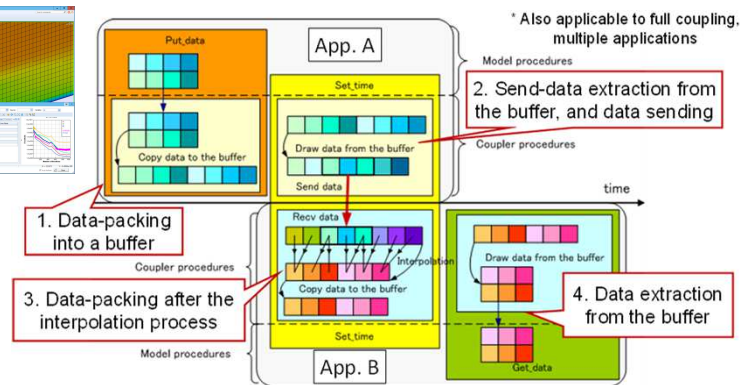 * Also applicable to full coupling,
multiple applications
App. A
Put_data
Model procedures
Set_time
2. Send-data extraction from
the buffer, and data sending
Copy data to the buffer
Draw data from the buffer
Send data
Coupler procedures
time
1. Data-packing
into a buffer
Recv data
Interpolation
Coupler procedures
Copy data to the buffer
Draw data from the buffer
3. Data-packing after the
interpolation process
4. Data extraction
from the buffer
Set_time
Model procedures
App. B
Get_data